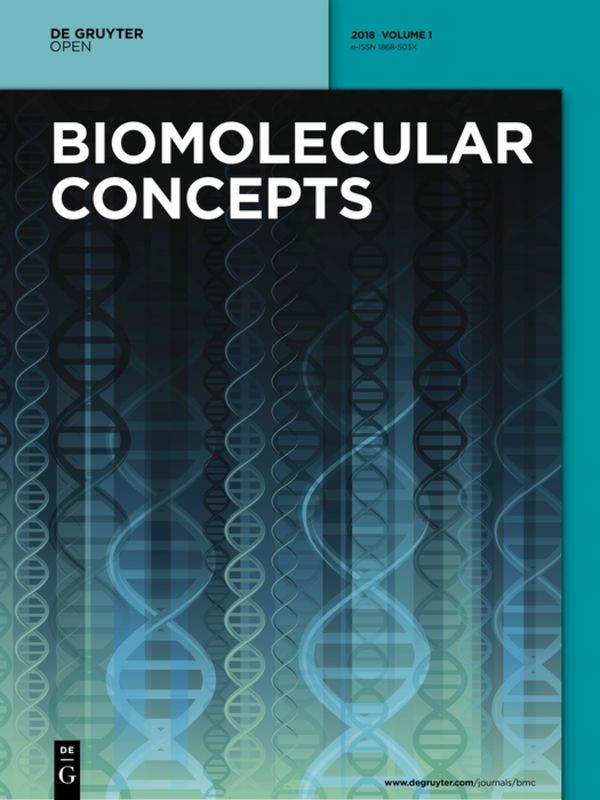 DE GRUYTER
OPEN
2018 VOLUME 1
e-ISSN 1868-503X
BIOMOLECULAR
CONCEPTS
DE
G
www.degruyter.com/journals/bmc